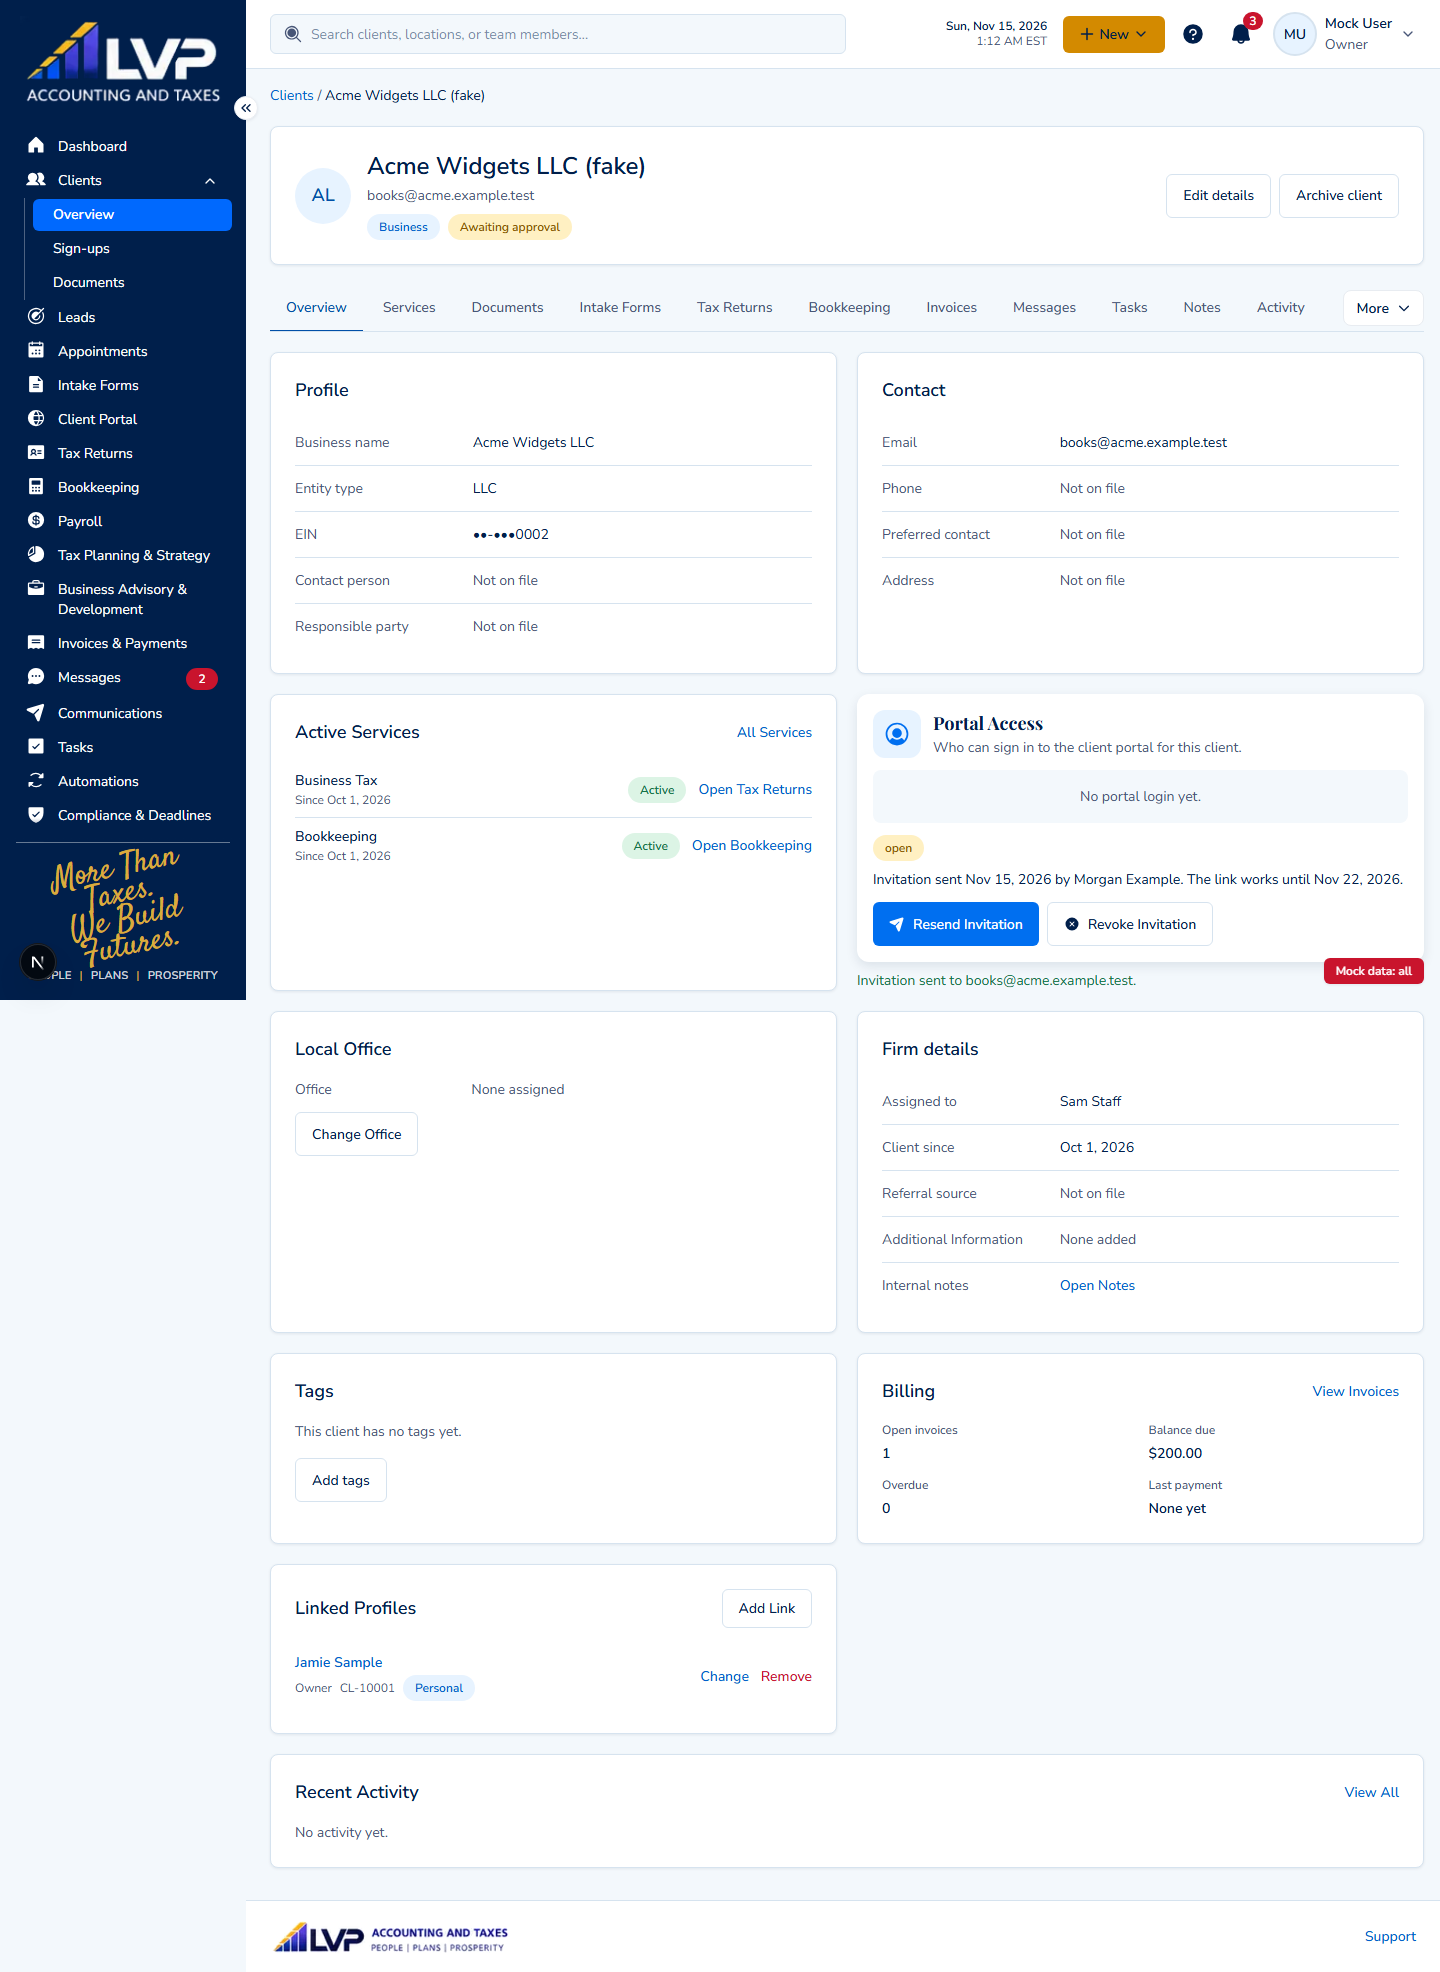 LVP
ACCOUNTING AND TAXES
Dashboard
Clients
Overview
Sign-ups
Documents
Leads
Appointments
Intake Forms
Client Portal
Tax Returns
Bookkeeping
Payroll
Tax Planning & Strategy
Business Advisory &
Development
Invoices & Payments
Messages 2
Communications
Tasks
Automations
Compliance & Deadlines
More Than
Taxes.
We Build
Futures.
N
PLE | PLANS | PROSPERITY
Search clients, locations, or team members...
Sun, Nov 15, 2026
1:12 AM EST
New
3
MU
Mock User
Owner
Clients / Acme Widgets LLC (fake)
AL
Acme Widgets LLC (fake)
books@acme.example.test
Business Awaiting approval
Edit details Archive client
Overview Services Documents Intake Forms Tax Returns Bookkeeping Invoices Messages Tasks Notes Activity More
Profile
Business name Acme Widgets LLC
Entity type LLC
EIN ••-•••0002
Contact person Not on file
Responsible party Not on file
Contact
Email books@acme.example.test
Phone Not on file
Preferred contact Not on file
Address Not on file
Active Services All Services
Business Tax
Since Oct 1, 2026
Active Open Tax Returns
Bookkeeping
Since Oct 1, 2026
Active Open Bookkeeping
Portal Access
Who can sign in to the client portal for this client.
No portal login yet.
open
Invitation sent Nov 15, 2026 by Morgan Example. The link works until Nov 22, 2026.
Resend Invitation Revoke Invitation
Mock data: all
Invitation sent to books@acme.example.test.
Local Office
Office None assigned
Change Office
Firm details
Assigned to Sam Staff
Client since Oct 1, 2026
Referral source Not on file
Additional Information None added
Internal notes Open Notes
Tags
This client has no tags yet.
Add tags
Billing View Invoices
Open invoices Balance due
1 $200.00
Overdue Last payment
0 None yet
Linked Profiles Add Link
Jamie Sample
Owner CL-10001 Personal
Change Remove
Recent Activity View All
No activity yet.
LVP ACCOUNTING AND TAXES
PEOPLE | PLANS | PROSPERITY
Support